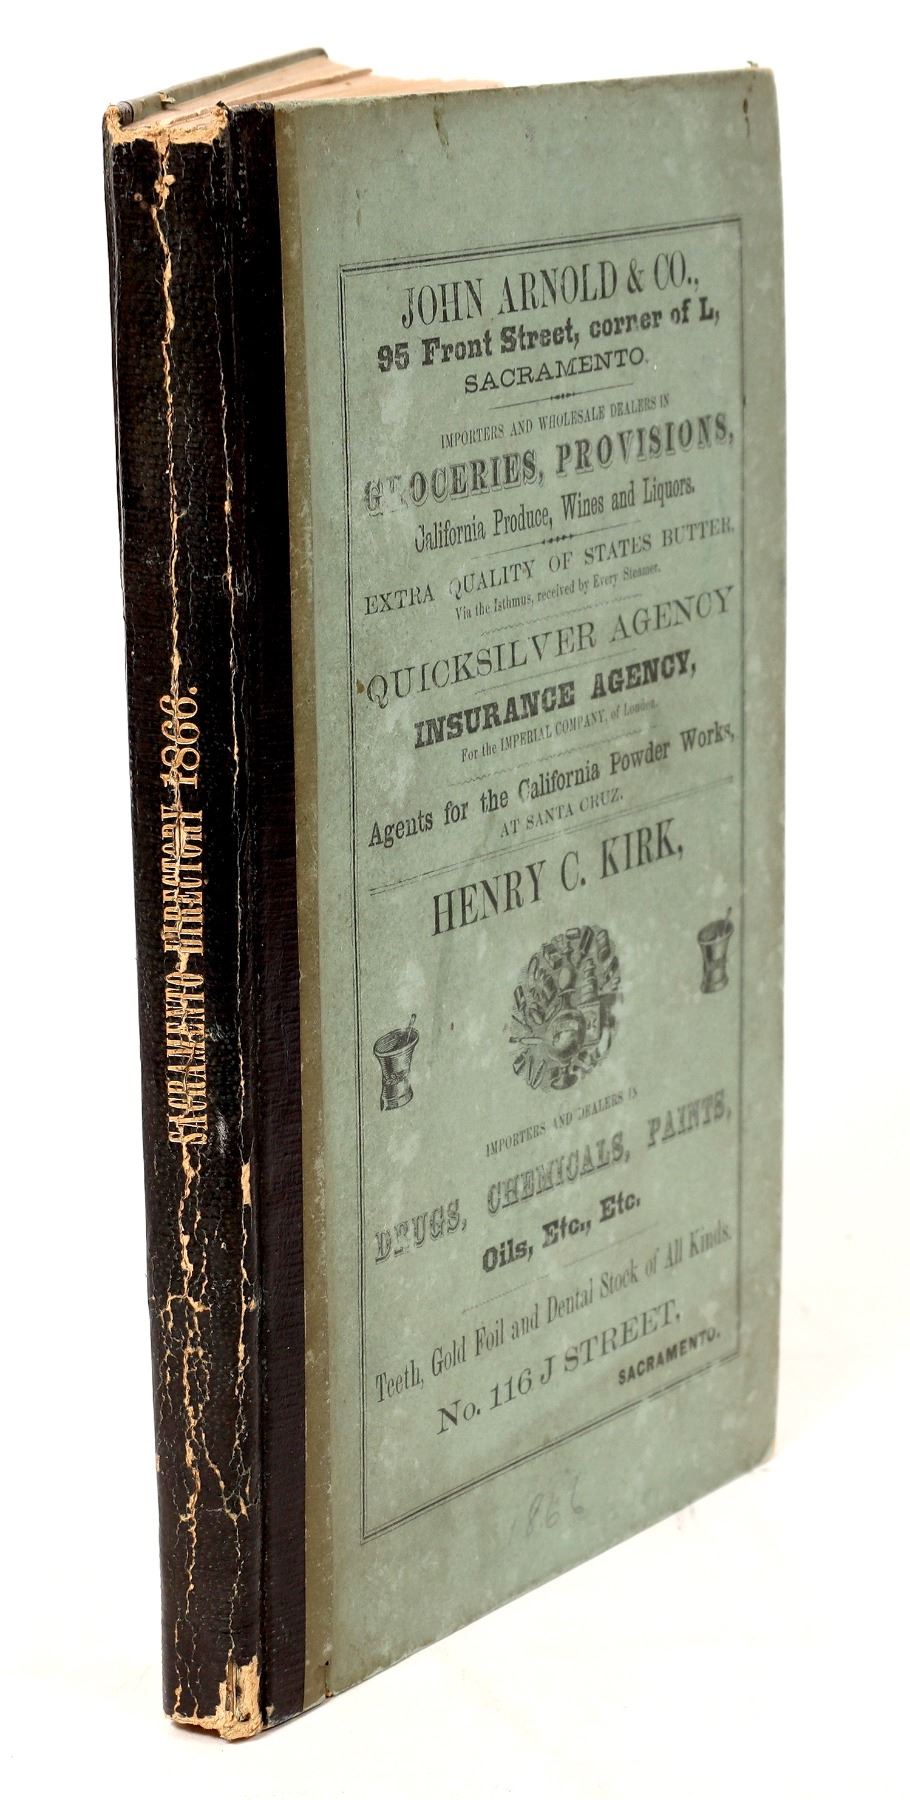 SACRAMENTO DIRECTORY 1866.
JOHN ARNOLD & CO.,
95 Front Street, corner of L,
SACRAMENTO.
IMPORTERS AND WHOLESALE DEALERS IN
GROCERIES, PROVISIONS,
California Produce, Wines and Liquors.
EXTRA QUALITY OF STATES BUTTER,
Via the Isthmus, received by Every Steamer.
QUICKSILVER AGENCY
INSURANCE AGENCY,
For the IMPERIAL COMPANY, of London.
Agents for the California Powder Works,
AT SANTA CRUZ.
HENRY C. KIRK,
IMPORTERS AND DEALERS IN
DRUGS, CHEMICALS, PAINTS,
Oils, Etc., Etc.
Teeth, Gold Foil and Dental Stock of All Kinds.
No. 116 J STREET,
SACRAMENTO.
1866